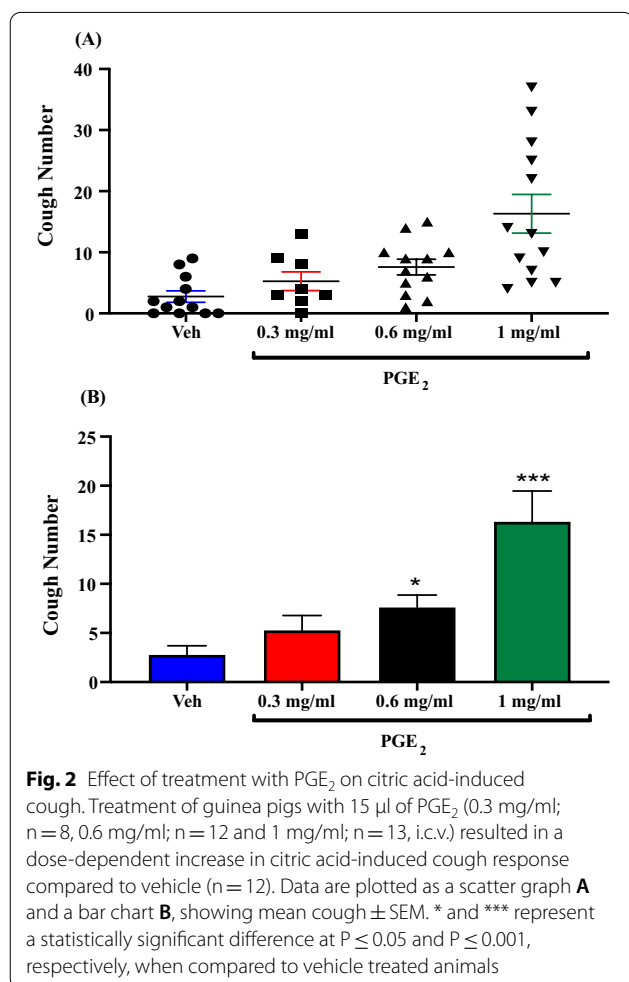 (A)
40
30
20
10
0
Cough Number
Veh 0.3 mg/ml 0.6 mg/ml 1 mg/ml
PGE₂
(B)
25
20
15
10
5
0
Cough Number
* ***
Veh 0.3 mg/ml 0.6 mg/ml 1 mg/ml
PGE₂
Fig. 2 Effect of treatment with PGE₂ on citric acid-induced
cough. Treatment of guinea pigs with 15 µl of PGE₂ (0.3 mg/ml;
n = 8, 0.6 mg/ml; n = 12 and 1 mg/ml; n = 13, i.c.v.) resulted in a
dose-dependent increase in citric acid-induced cough response
compared to vehicle (n = 12). Data are plotted as a scatter graph A
and a bar chart B, showing mean cough ± SEM. * and *** represent
a statistically significant difference at P ≤ 0.05 and P ≤ 0.001,
respectively, when compared to vehicle treated animals